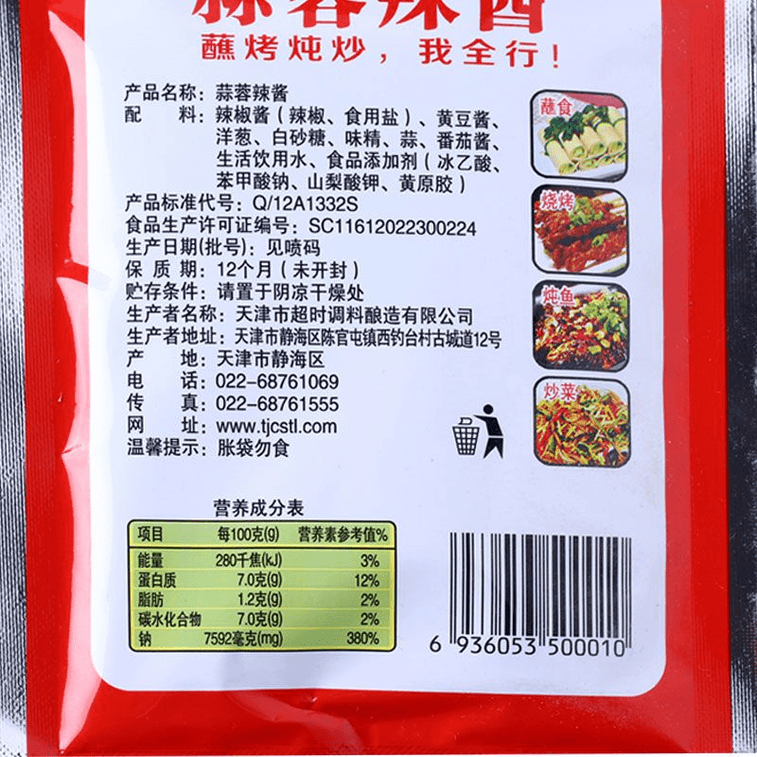 蒜蓉辣酱
蘸烤炖炒，我全行！
产品名称：蒜蓉辣酱
配 料：辣椒酱（辣椒、食用盐）、黄豆酱、
洋葱、白砂糖、味精、蒜、番茄酱、
生活饮用水、食品添加剂（冰乙酸、
苯甲酸钠、山梨酸钾、黄原胶）
产品标准代号：Q/12A1332S
食品生产许可证编号：SC11612022300224
生产日期(批号)：见喷码
保 质 期：12个月（未开封）
贮存条件：请置于阴凉干燥处
生产者名称：天津市超时调料酿造有限公司
生产者地址：天津市静海区陈官屯镇西钓台村古城道12号
产 地：天津市静海区
电 话：022-68761069
传 真：022-68761555
网 址：www.tjcstl.com
温馨提示：胀袋勿食
蘸食
烧烤
炖鱼
炒菜
营养成分表
项目 每100克(g) 营养素参考值%
能量 280千焦(kJ) 3%
蛋白质 7.0克(g) 12%
脂肪 1.2克(g) 2%
碳水化合物 7.0克(g) 2%
钠 7592毫克(mg) 380%
6 936053 500010